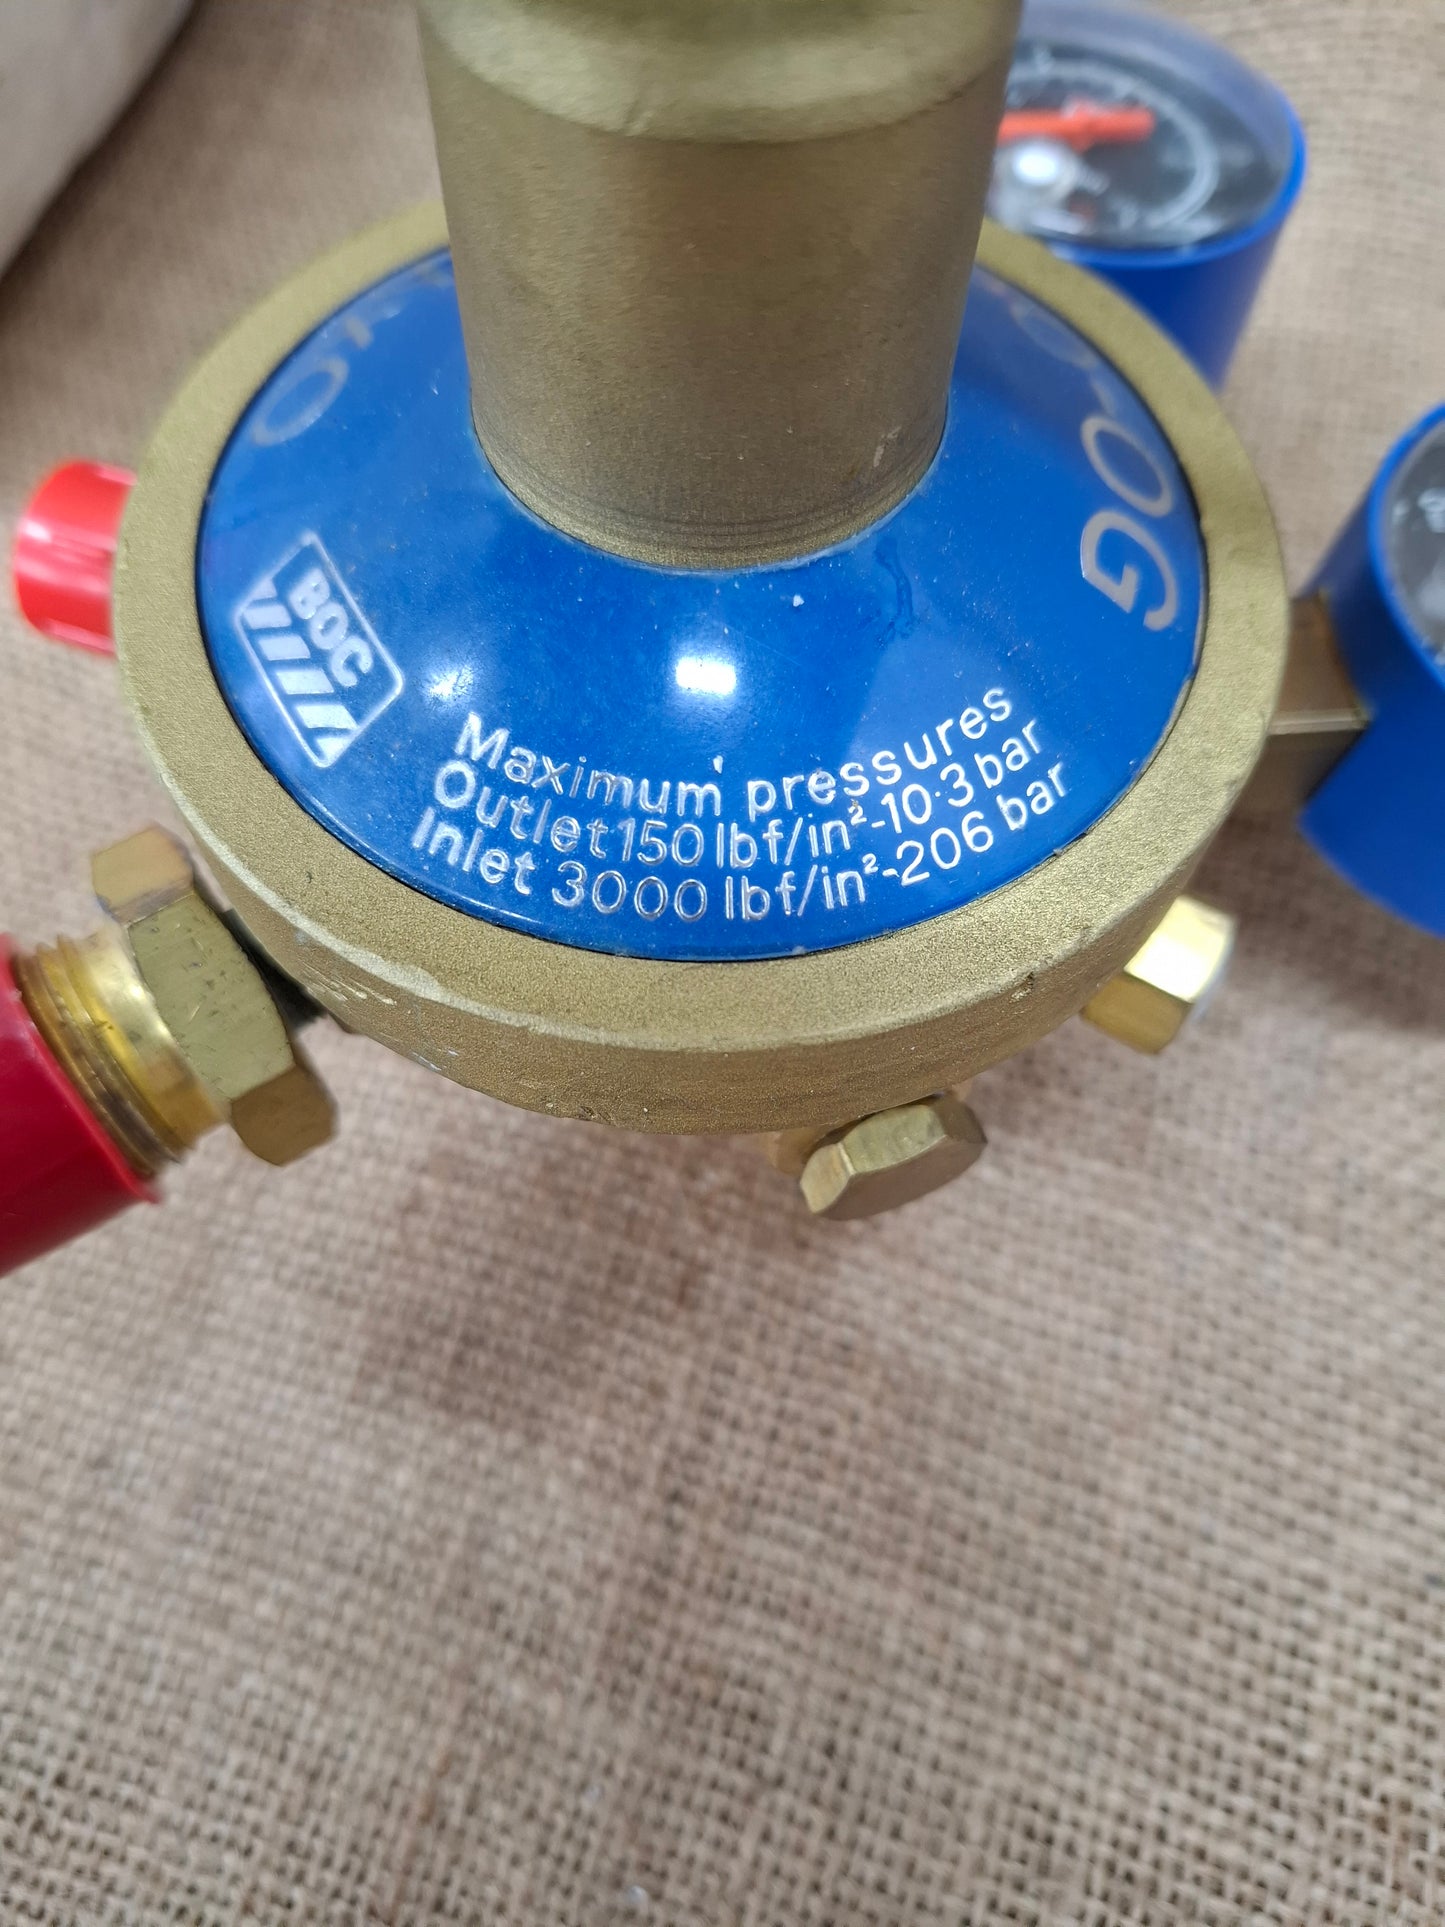 BOC
Maximum pressures
Outlet 150 lbf/in²-10·3 bar
Inlet 3000 lbf/in²-206 bar